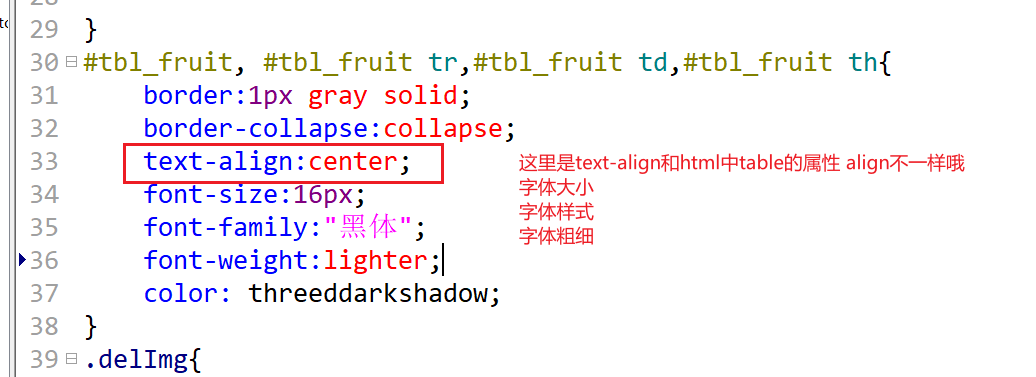 28
29 }
30 #tbl_fruit, #tbl_fruit tr,#tbl_fruit td,#tbl_fruit th{
31 border:1px gray solid;
32 border-collapse:collapse;
33 text-align:center;
这里是text-align和html中table的属性 align不一样哦
34 font-size:16px;
字体大小
字体样式
35 font-family:"黑体";
字体粗细
36 font-weight:lighter;
37 color: threeddarkshadow;
38 }
39 .delImg{